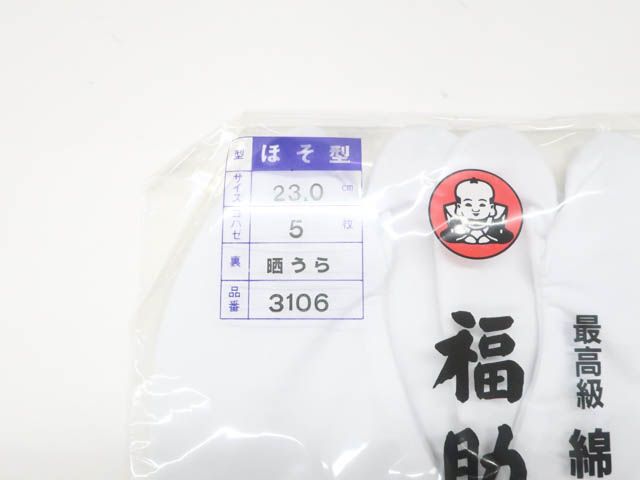 型 ほそ型
サイズ 23.0 cm
コハゼ 5 枚
裏 晒うら
品番 3106
福助
最高級 綿